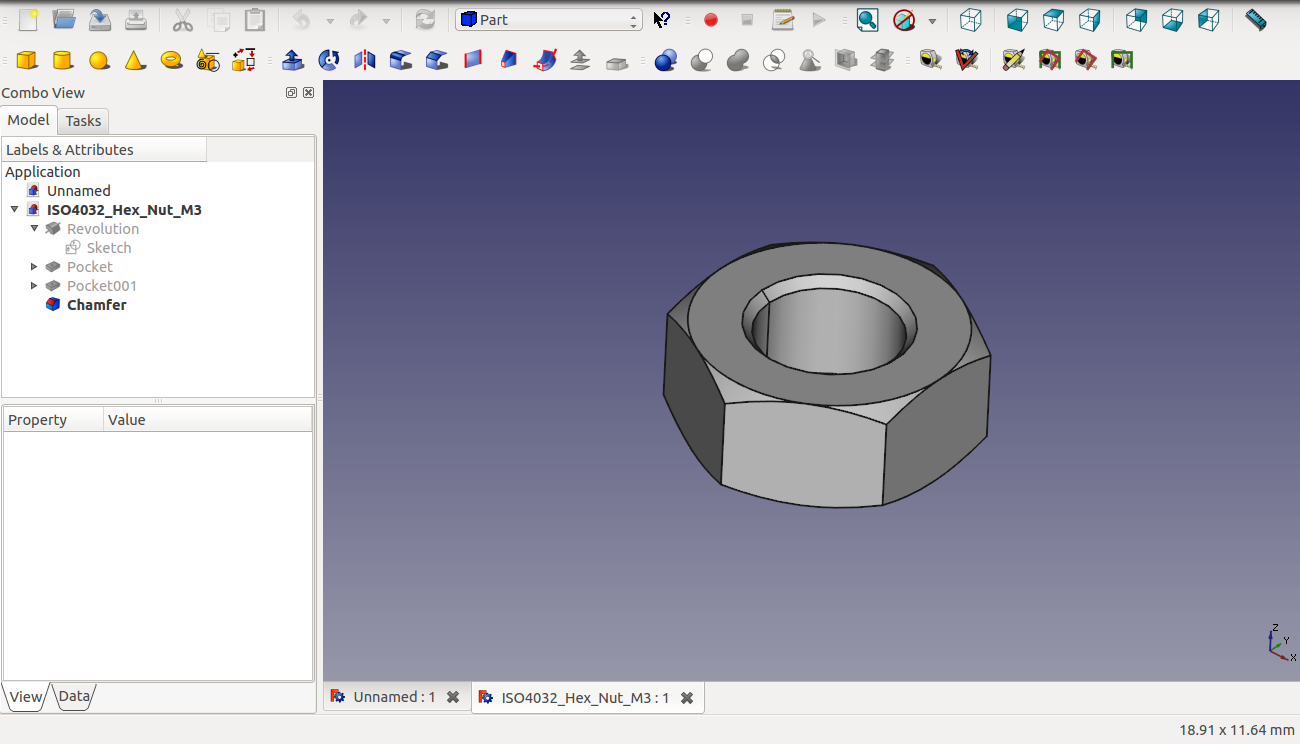 Part
Combo View
Model
Tasks
Labels & Attributes
Application
Unnamed
ISO4032_Hex_Nut_M3
Revolution
Sketch
Pocket
Pocket001
Chamfer
Property
Value
View
Data
Z
Y
X
Unnamed : 1
ISO4032_Hex_Nut_M3 : 1
18.91 x 11.64 mm